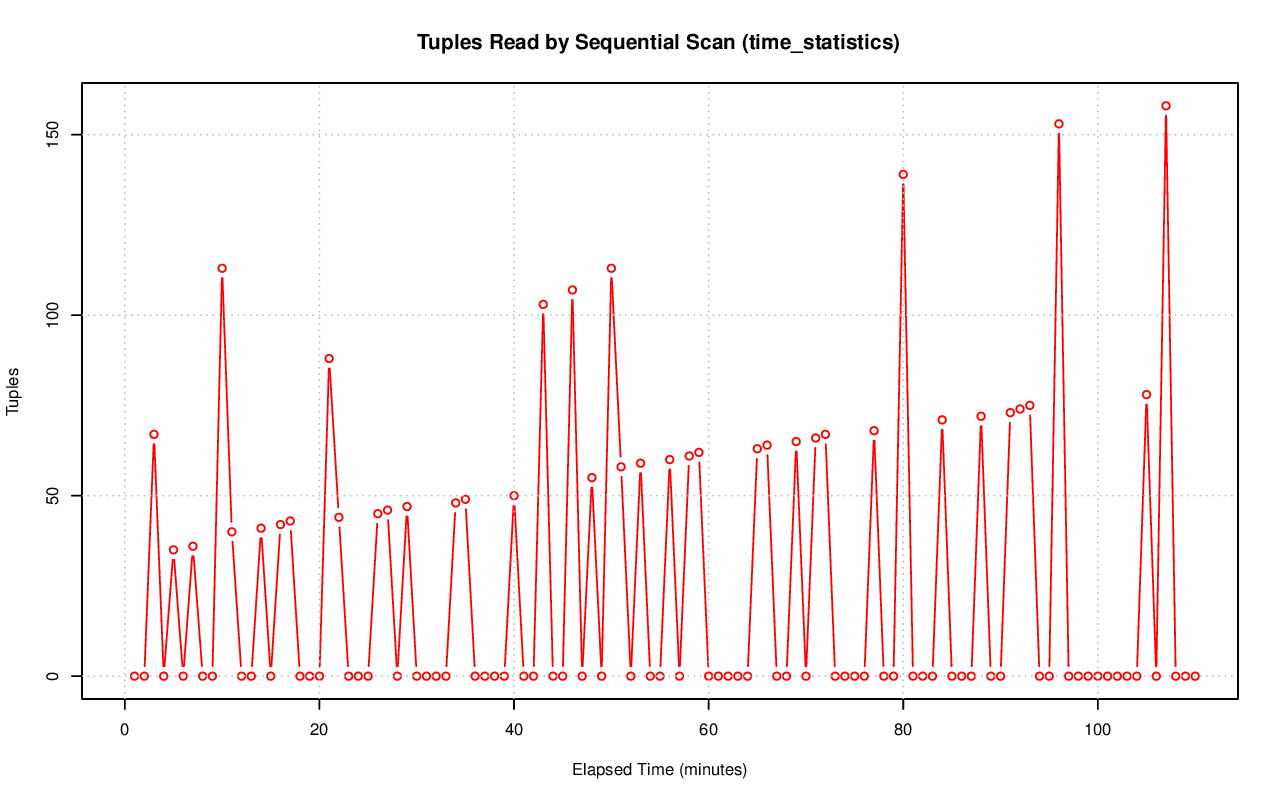 Tuples Read by Sequential Scan (time_statistics)
150
100
50
0
Tuples
0 20 40 60 80 100
Elapsed Time (minutes)